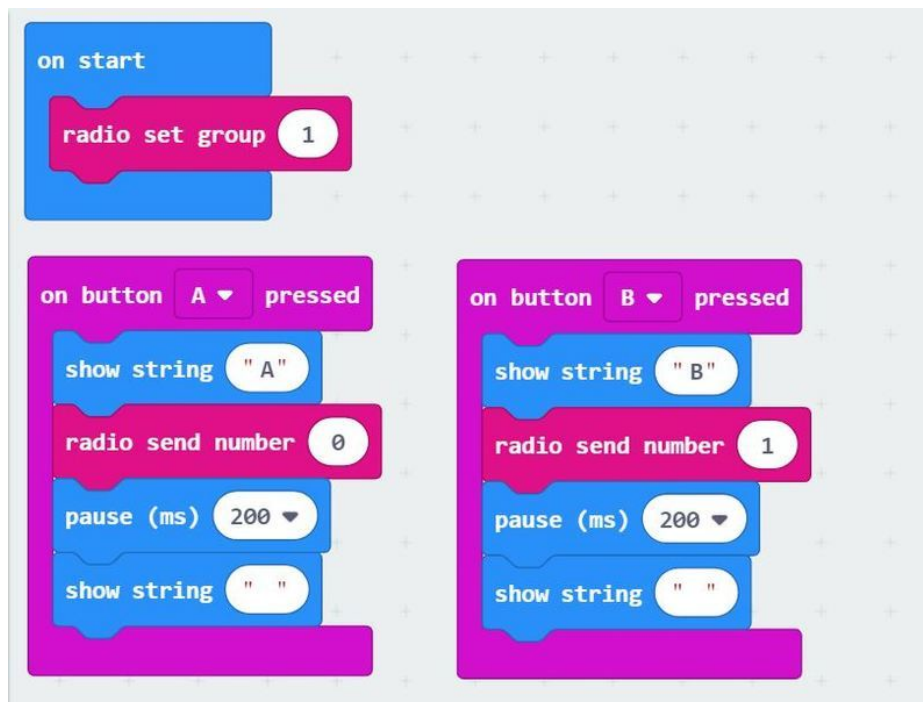 on start
radio set group 1
on button A pressed
show string "A"
radio send number 0
pause (ms) 200
show string " "
on button B pressed
show string "B"
radio send number 1
pause (ms) 200
show string " "